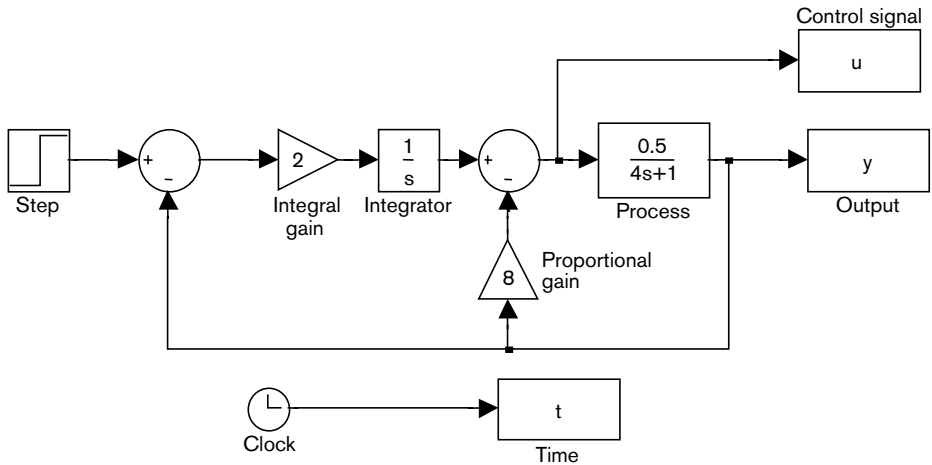 Control signal
u
+
−
Step
2
Integral
gain
1
s
Integrator
+
−
0.5
4s+1
Process
y
Output
8
Proportional
gain
Clock
t
Time